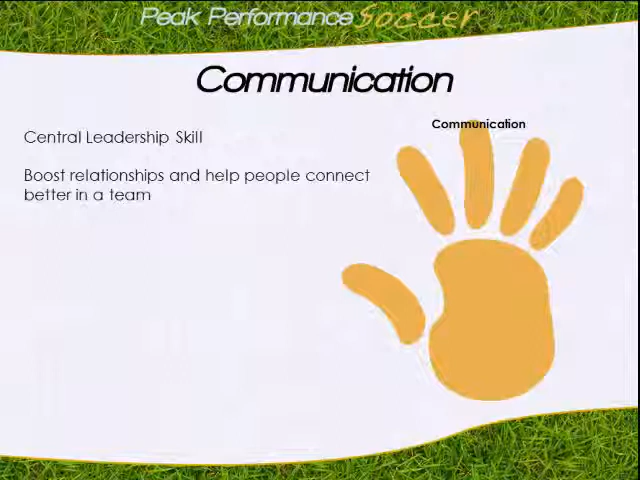 Peak Performance Soccer
Communication
Communication
Central Leadership Skill
Boost relationships and help people connect
better in a team